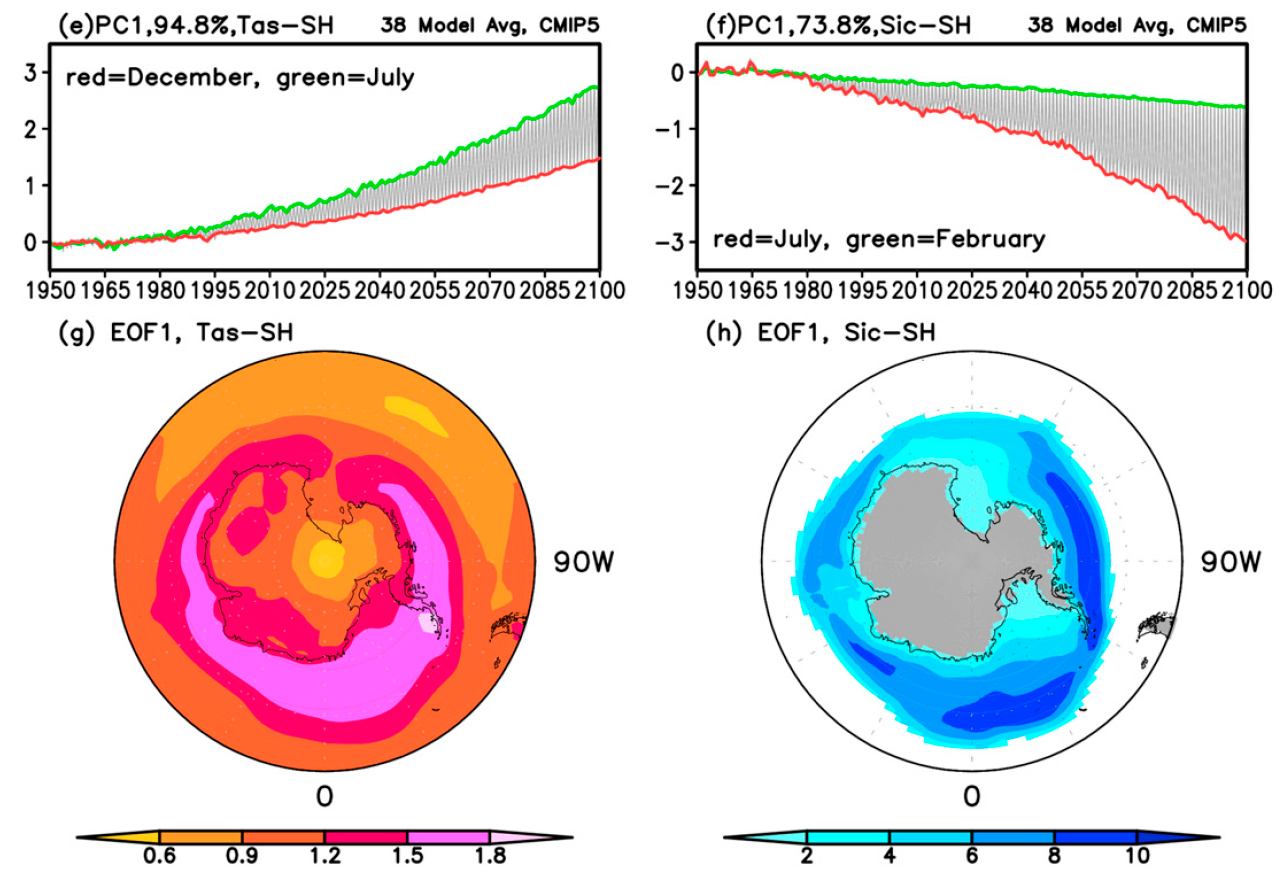 (e)PC1,94.8%,Tas-SH 38 Model Avg, CMIP5
red=December, green=July
3
2
1
0
1950 1965 1980 1995 2010 2025 2040 2055 2070 2085 2100
(f)PC1,73.8%,Sic-SH 38 Model Avg, CMIP5
0
-1
-2
-3
red=July, green=February
1950 1965 1980 1995 2010 2025 2040 2055 2070 2085 2100
(g) EOF1, Tas-SH
90W
0
0.6 0.9 1.2 1.5 1.8
(h) EOF1, Sic-SH
90W
0
2 4 6 8 10